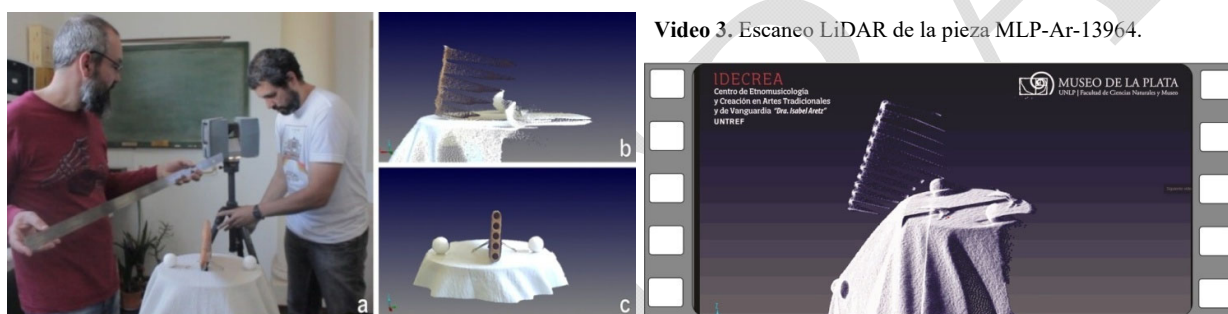 a
b
c
Video 3. Escaneo LiDAR de la pieza MLP-Ar-13964.
IDECREA
Centro de Etnomusicología
y Creación en Artes Tradicionales
y de Vanguardia "Dra. Isabel Aretz"
UNTREF
MUSEO DE LA PLATA
UNLP | Facultad de Ciencias Naturales y Museo